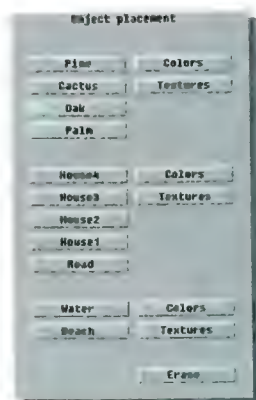 Object placement
Pine Colors
Cactus Textures
Oak
Palm
House4 Colors
House3 Textures
House2
House1
Road
Water Colors
Beach Textures
Erase